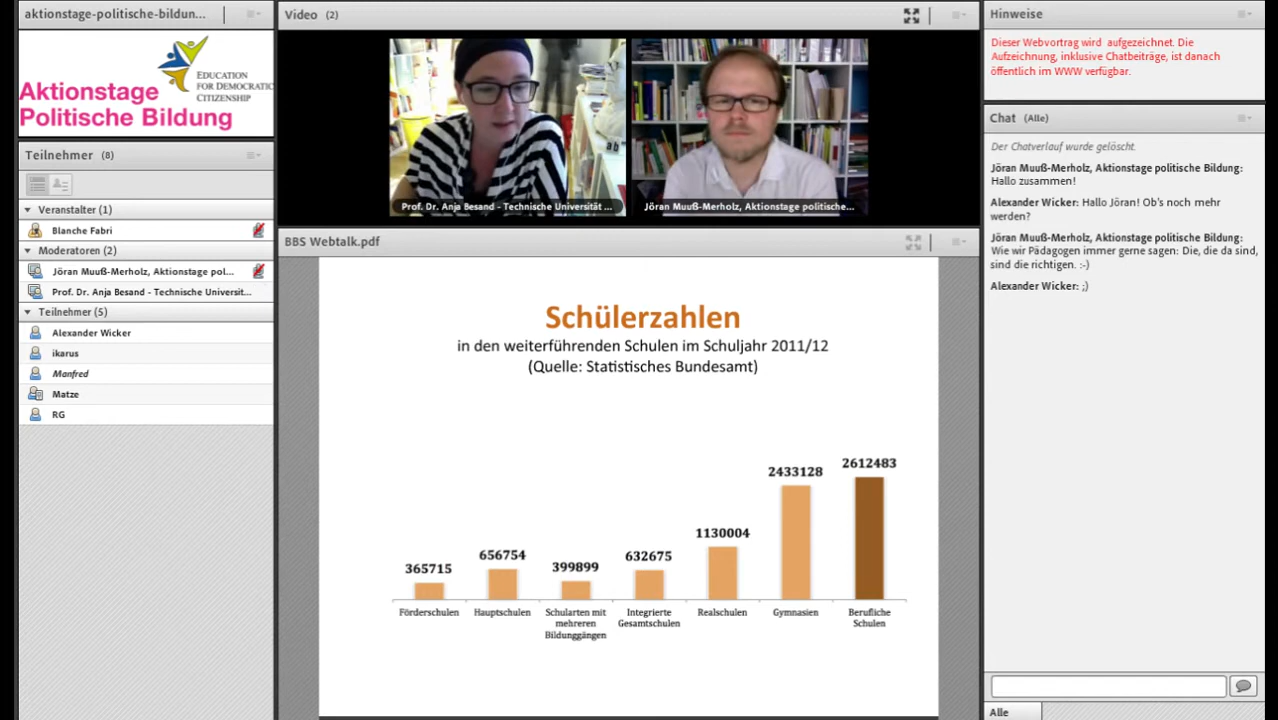 aktionstage-politische-bildun...
EDUCATION
FOR DEMOCRATIC
CITIZENSHIP
Aktionstage
Politische Bildung
Teilnehmer (8)
Veranstalter (1)
Blanche Fabri
Moderatoren (2)
Jöran Muuß-Merholz, Aktionstage pol...
Prof. Dr. Anja Besand - Technische Universit...
Teilnehmer (5)
Alexander Wicker
ikarus
Manfred
Matze
RG
Video (2)
Prof. Dr. Anja Besand - Technische Universität ...
Jöran Muuß-Merholz, Aktionstage politische...
BBS Webtalk.pdf
Schülerzahlen
in den weiterführenden Schulen im Schuljahr 2011/12
(Quelle: Statistisches Bundesamt)
365715
656754
399899
632675
1130004
2433128
2612483
Förderschulen
Hauptschulen
Schularten mit
mehreren
Bildunggängen
Integrierte
Gesamtschulen
Realschulen
Gymnasien
Berufliche
Schulen
Hinweise
Dieser Webvortrag wird aufgezeichnet. Die
Aufzeichnung, inklusive Chatbeiträge, ist danach
öffentlich im WWW verfügbar.
Chat (Alle)
Der Chatverlauf wurde gelöscht.
Jöran Muuß-Merholz, Aktionstage politische Bildung:
Hallo zusammen!
Alexander Wicker: Hallo Jöran! Ob's noch mehr
werden?
Jöran Muuß-Merholz, Aktionstage politische Bildung:
Wie wir Pädagogen immer gerne sagen: Die, die da sind,
sind die richtigen. :-)
Alexander Wicker: ;)
Alle